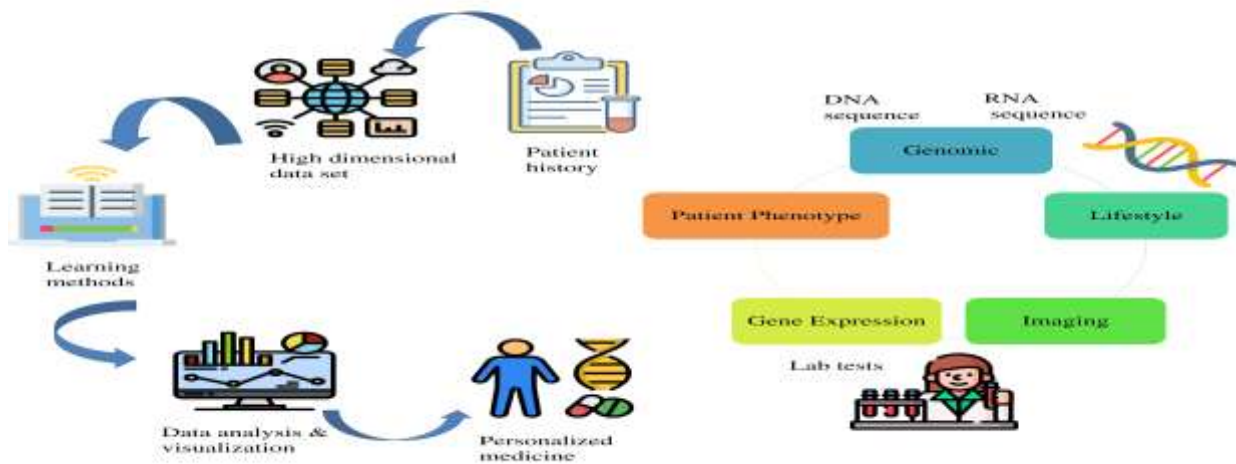 High dimensional
data set
Patient
history
Learning
methods
Data analysis &
visualization
Personalized
medicine
DNA
sequence
RNA
sequence
Genomic
Patient Phenotype
Lifestyle
Gene Expression
Imaging
Lab tests